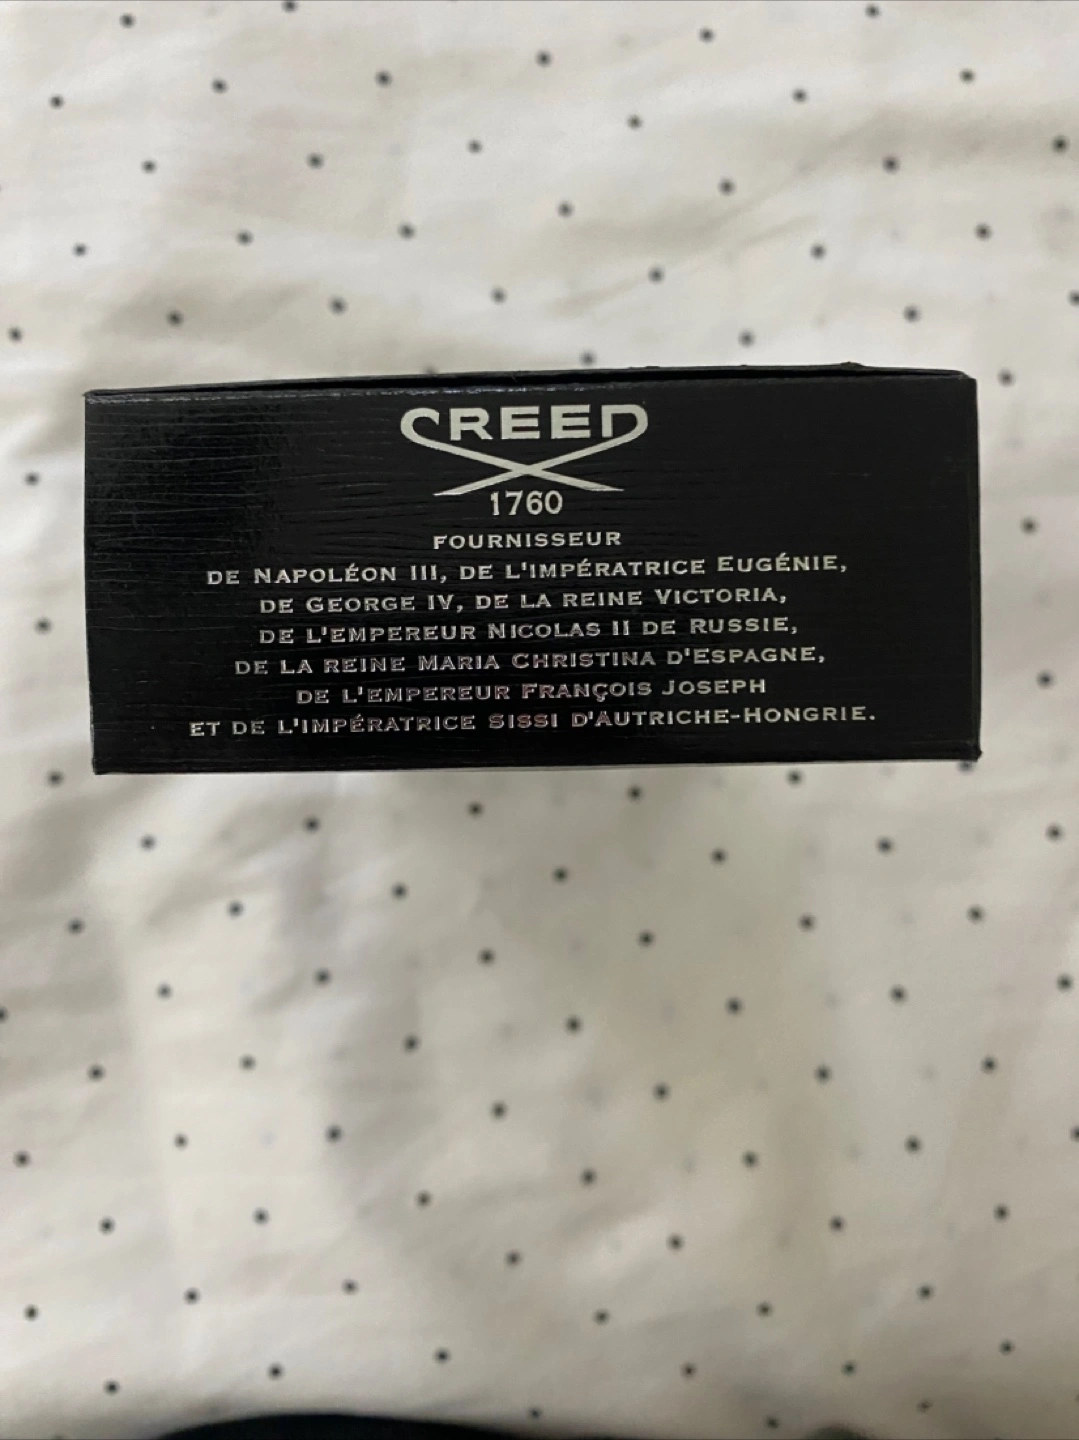 CREED
1760
FOURNISSEUR
DE NAPOLÉON III, DE L'IMPÉRATRICE EUGÉNIE,
DE GEORGE IV, DE LA REINE VICTORIA,
DE L'EMPEREUR NICOLAS II DE RUSSIE,
DE LA REINE MARIA CHRISTINA D'ESPAGNE,
DE L'EMPEREUR FRANÇOIS JOSEPH
ET DE L'IMPÉRATRICE SISSI D'AUTRICHE-HONGRIE.